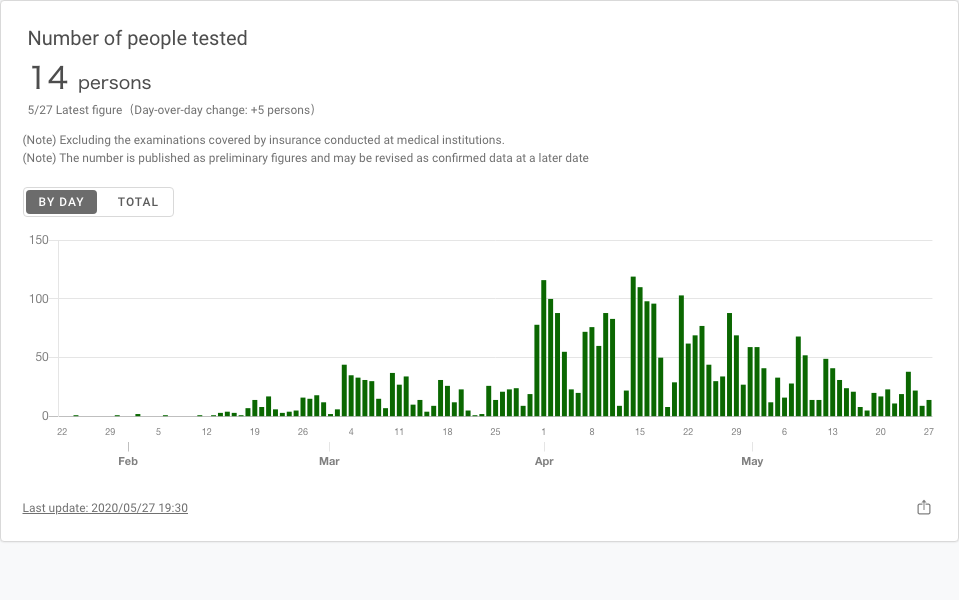 Number of people tested
14 persons
5/27 Latest figure（Day-over-day change: +5 persons）
(Note) Excluding the examinations covered by insurance conducted at medical institutions.
(Note) The number is published as preliminary figures and may be revised as confirmed data at a later date
BY DAY TOTAL
150
100
50
0
22 29 5 12 19 26 4 11 18 25 1 8 15 22 29 6 13 20 27
Feb Mar Apr May
Last update: 2020/05/27 19:30